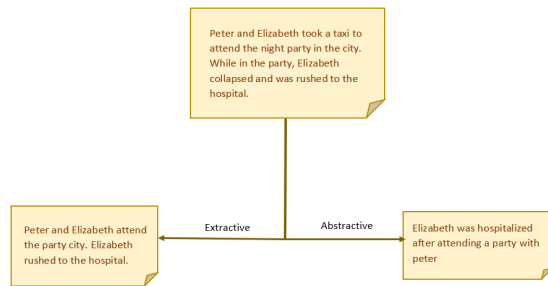 Peter and Elizabeth took a taxi to
attend the night party in the city.
While in the party, Elizabeth
collapsed and was rushed to the
hospital.
Extractive
Abstractive
Peter and Elizabeth attend
the party city. Elizabeth
rushed to the hospital.
Elizabeth was hospitalized
after attending a party with
peter